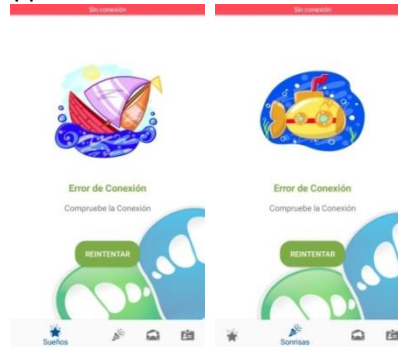 Sin conexión
Error de Conexión
Compruebe la Conexión
REINTENTAR
Sueños
Sin conexión
Error de Conexión
Compruebe la Conexión
REINTENTAR
Sonrisas